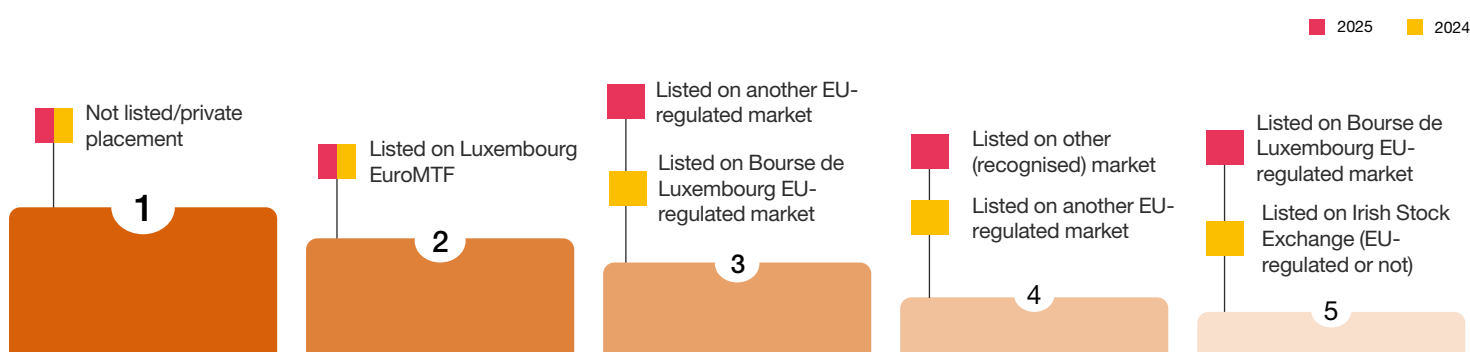 2025
2024
Not listed/private
placement
1
Listed on Luxembourg
EuroMTF
2
Listed on another EU-
regulated market
Listed on Bourse de
Luxembourg EU-
regulated market
3
Listed on other
(recognised) market
Listed on another EU-
regulated market
4
Listed on Bourse de
Luxembourg EU-
regulated market
Listed on Irish Stock
Exchange (EU-
regulated or not)
5